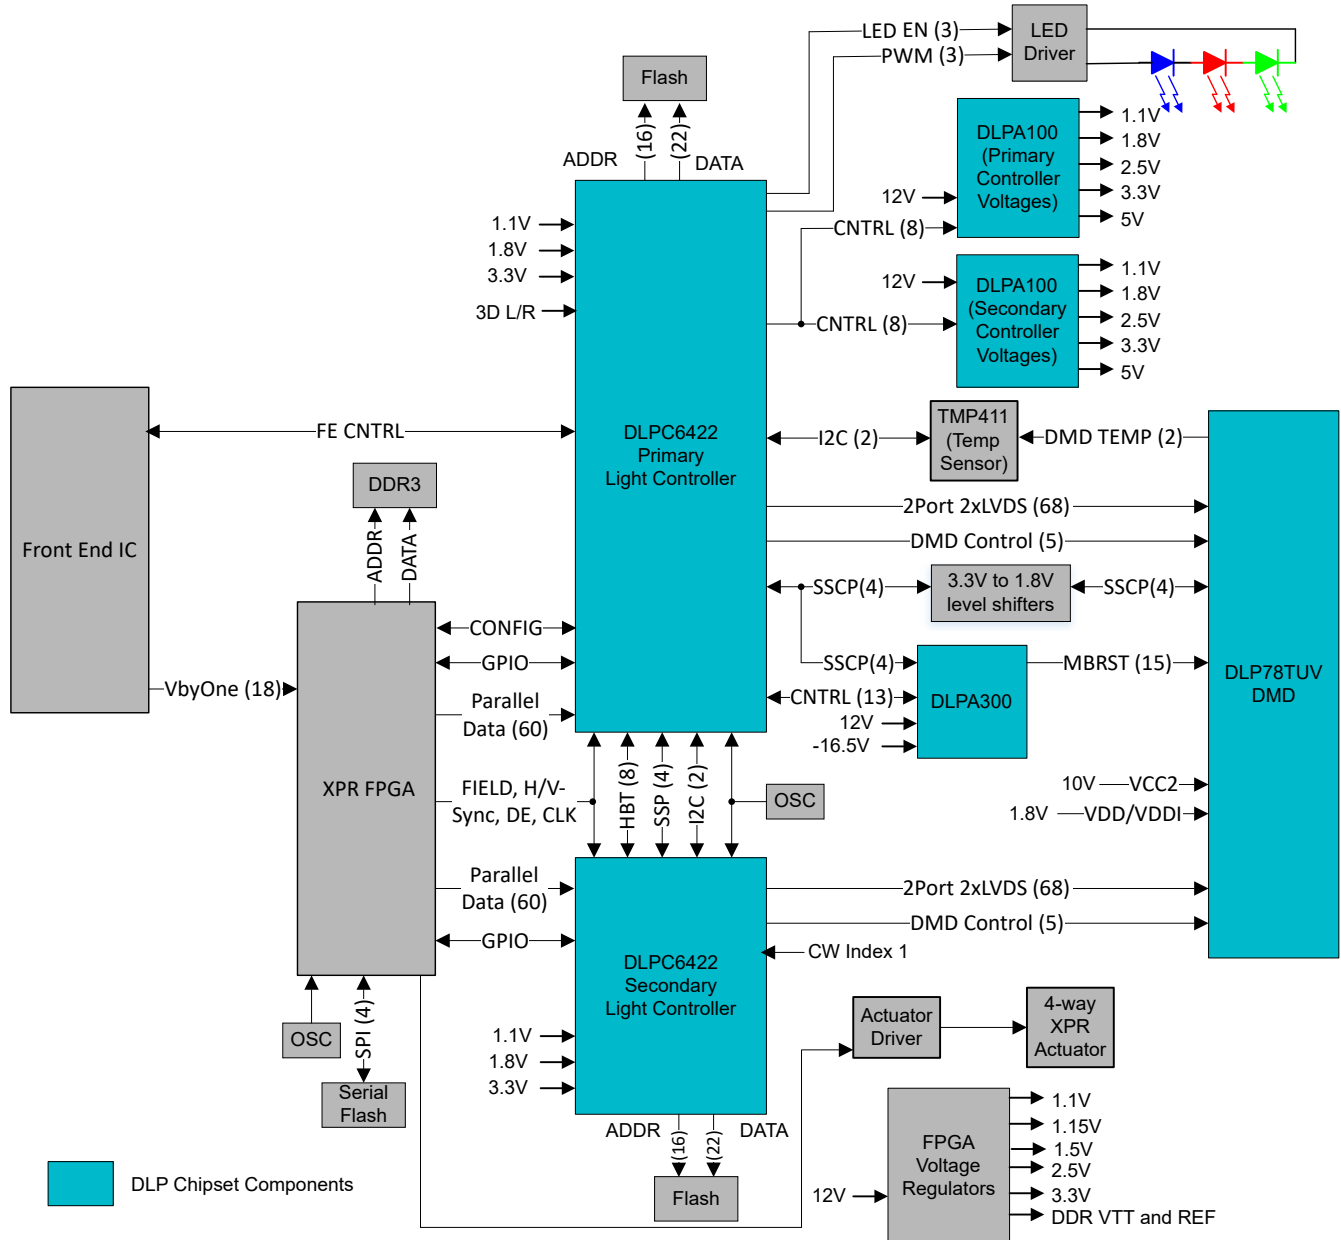 LED EN (3)
PWM (3)
LED
Driver
Flash
(16)
(22)
ADDR
DATA
DLPA100
(Primary
Controller
Voltages)
1.1V
1.8V
2.5V
3.3V
5V
12V
CNTRL (8)
1.1V
1.8V
3.3V
3D L/R
12V
CNTRL (8)
DLPA100
(Secondary
Controller
Voltages)
1.1V
1.8V
2.5V
3.3V
5V
Front End IC
FE CNTRL
DLPC6422
Primary
Light Controller
I2C (2)
TMP411
(Temp
Sensor)
DMD TEMP (2)
DDR3
ADDR
DATA
2Port 2xLVDS (68)
DMD Control (5)
SSCP(4)
3.3V to 1.8V
level shifters
SSCP(4)
CONFIG
GPIO
VbyOne (18)
Parallel
Data (60)
SSCP(4)
CNTRL (13)
12V
-16.5V
DLPA300
MBRST (15)
DLP78TUV
DMD
XPR FPGA
FIELD, H/V-
Sync, DE, CLK
HBT (8)
SSP (4)
I2C (2)
OSC
10V
VCC2
1.8V
VDD/VDDI
Parallel
Data (60)
GPIO
2Port 2xLVDS (68)
DMD Control (5)
CW Index 1
DLPC6422
Secondary
Light Controller
OSC
SPI (4)
Serial
Flash
1.1V
1.8V
3.3V
Actuator
Driver
4-way
XPR
Actuator
ADDR
(16)
(22)
DATA
Flash
12V
FPGA
Voltage
Regulators
1.1V
1.15V
1.5V
2.5V
3.3V
DDR VTT and REF
DLP Chipset Components